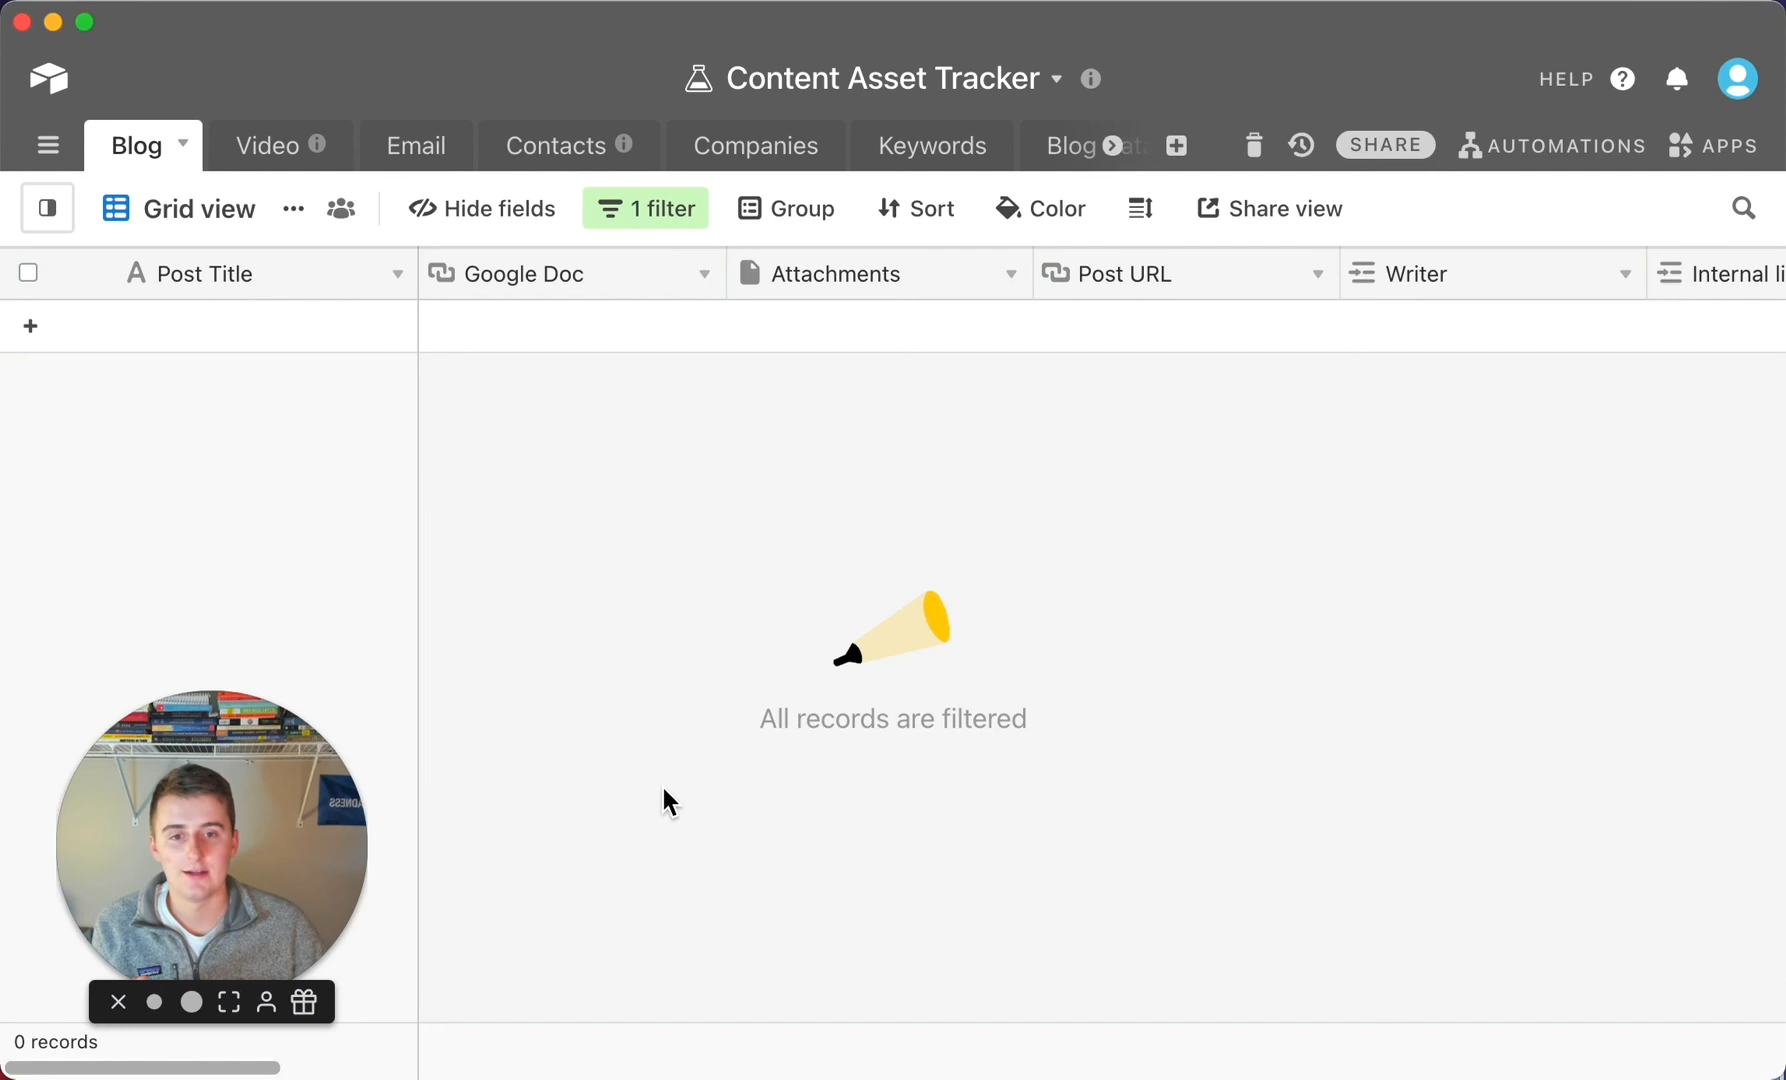 Content Asset Tracker
HELP
Blog
Video
Email
Contacts
Companies
Keywords
Blog
SHARE
AUTOMATIONS
APPS
Grid view
Hide fields
1 filter
Group
Sort
Color
Share view
Post Title
Google Doc
Attachments
Post URL
Writer
Internal li
+
All records are filtered
0 records